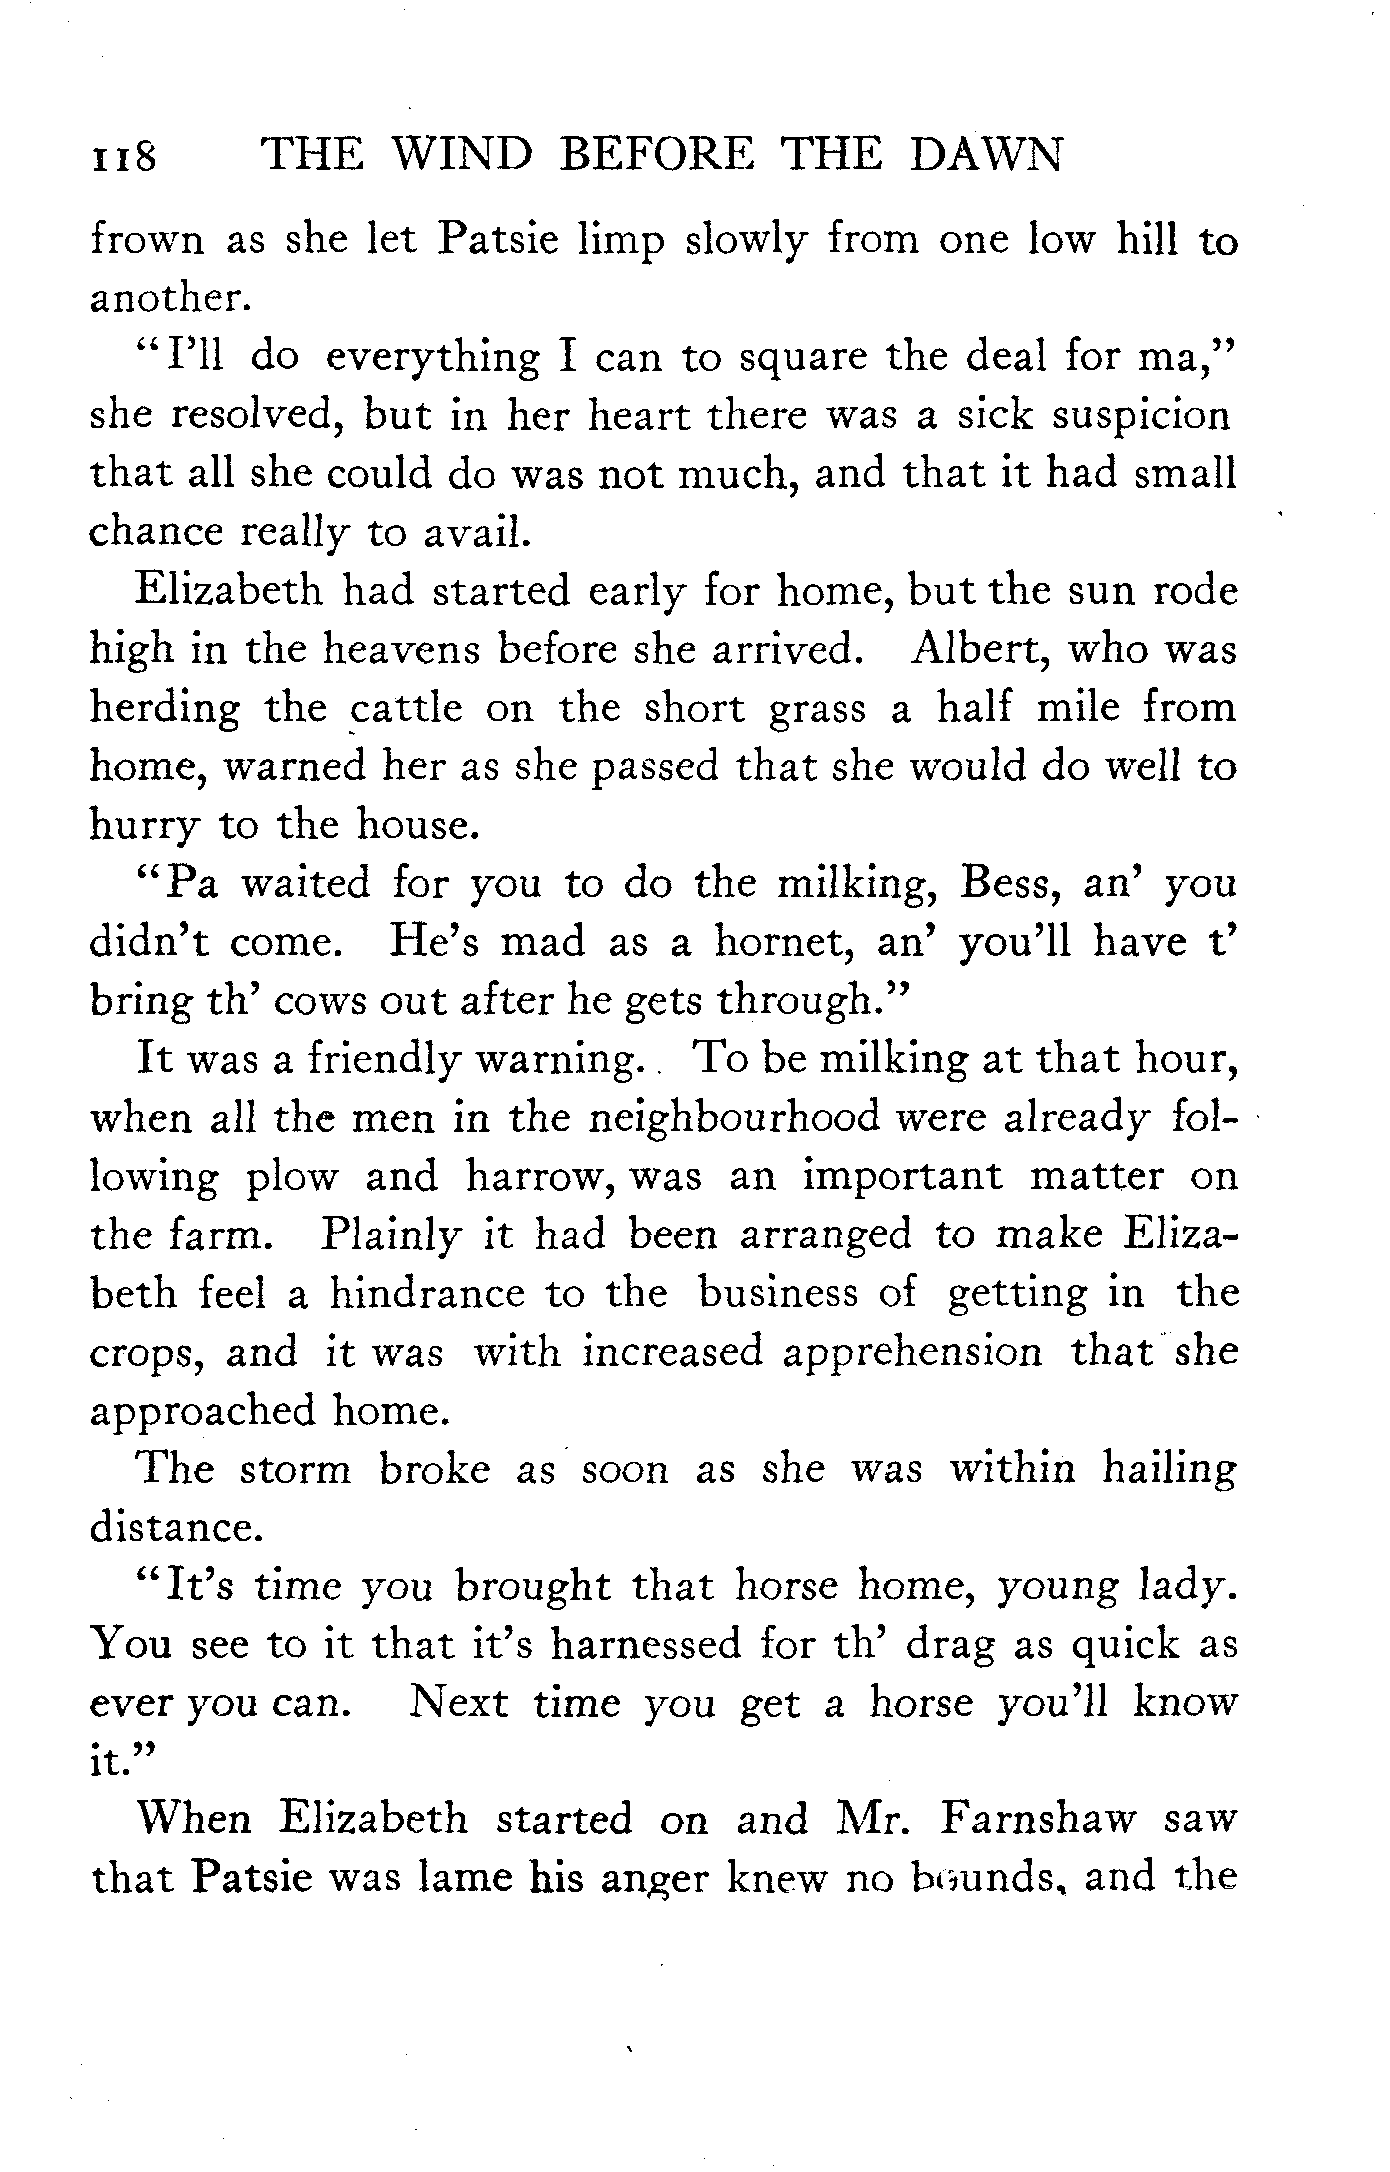 118 THE WIND BEFORE THE DAWN
frown as she let Patsie limp slowly from one low hill to
another.
"I'll do everything I can to square the deal for ma,"
she resolved, but in her heart there was a sick suspicion
that all she could do was not much, and that it had small
chance really to avail.
Elizabeth had started early for home, but the sun rode
high in the heavens before she arrived. Albert, who was
herding the cattle on the short grass a half mile from
home, warned her as she passed that she would do well to
hurry to the house.
"Pa waited for you to do the milking, Bess, an' you
didn't come. He's mad as a hornet, an' you'll have t'
bring th' cows out after he gets through."
It was a friendly warning. To be milking at that hour,
when all the men in the neighbourhood were already fol-
lowing plow and harrow, was an important matter on
the farm. Plainly it had been arranged to make Eliza-
beth feel a hindrance to the business of getting in the
crops, and it was with increased apprehension that she
approached home.
The storm broke as soon as she was within hailing
distance.
"It's time you brought that horse home, young lady.
You see to it that it's harnessed for th' drag as quick as
ever you can. Next time you get a horse you'll know
it."
When Elizabeth started on and Mr. Farnshaw saw
that Patsie was lame his anger knew no bounds, and the